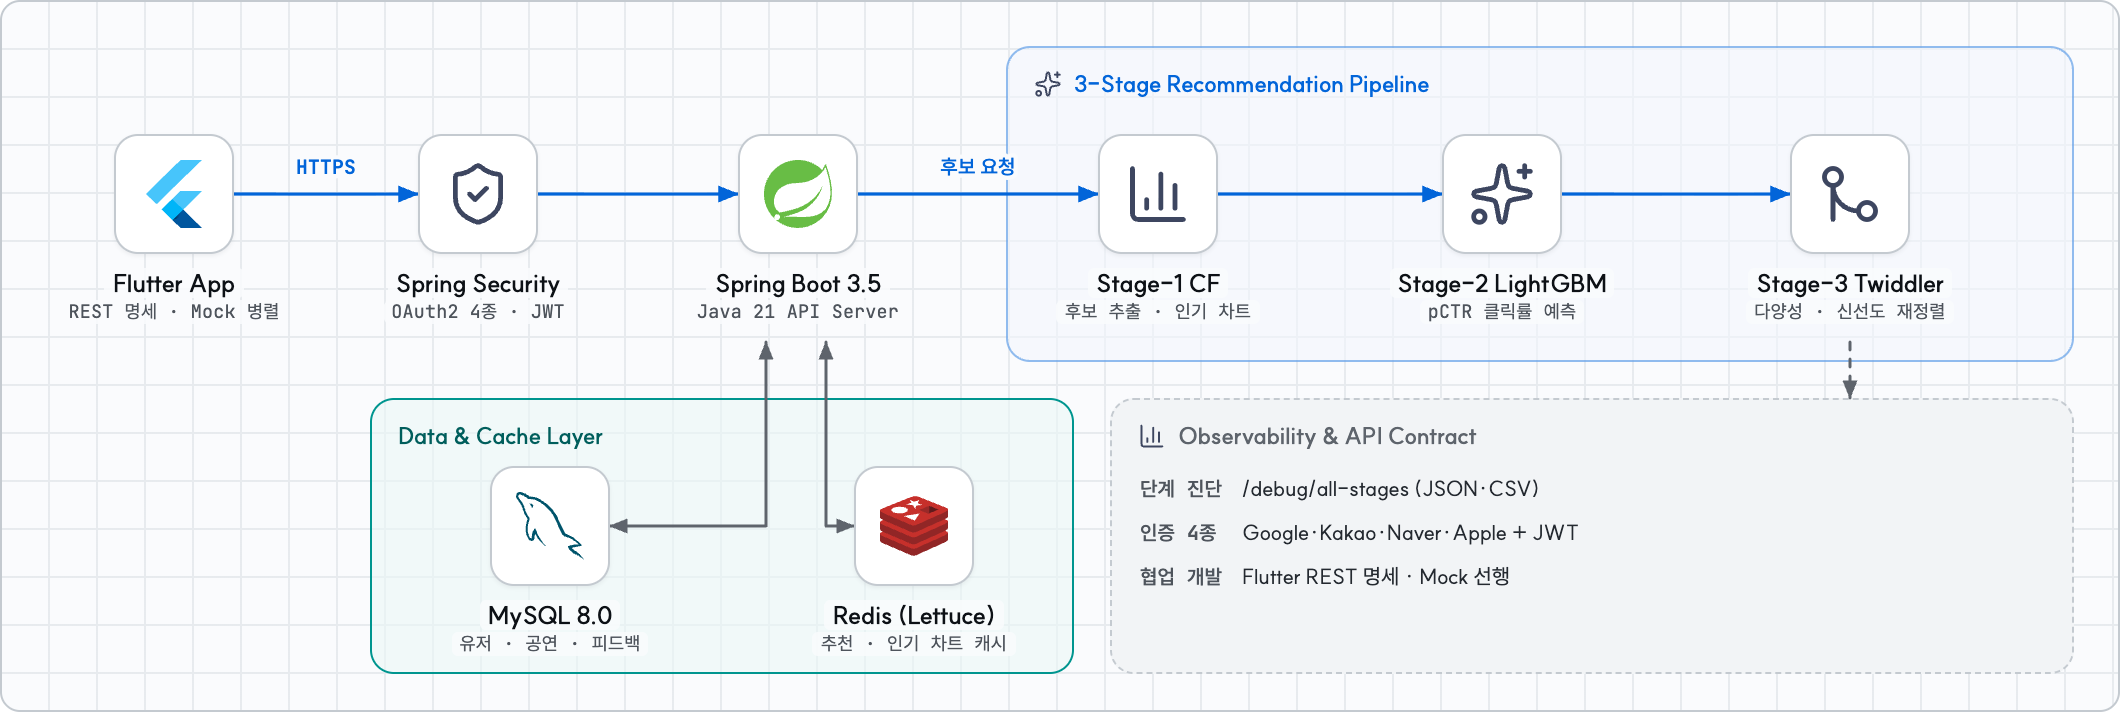 3-Stage Recommendation Pipeline
HTTPS
후보 요청
Flutter App
REST 명세 · Mock 병렬
Spring Security
OAuth2 4종 · JWT
Spring Boot 3.5
Java 21 API Server
Stage-1 CF
후보 추출 · 인기 차트
Stage-2 LightGBM
pCTR 클릭률 예측
Stage-3 Twiddler
다양성 · 신선도 재정렬
Data & Cache Layer
MySQL 8.0
유저 · 공연 · 피드백
Redis (Lettuce)
추천 · 인기 차트 캐시
Observability & API Contract
단계 진단 /debug/all-stages (JSON·CSV)
인증 4종 Google·Kakao·Naver·Apple + JWT
협업 개발 Flutter REST 명세 · Mock 선행